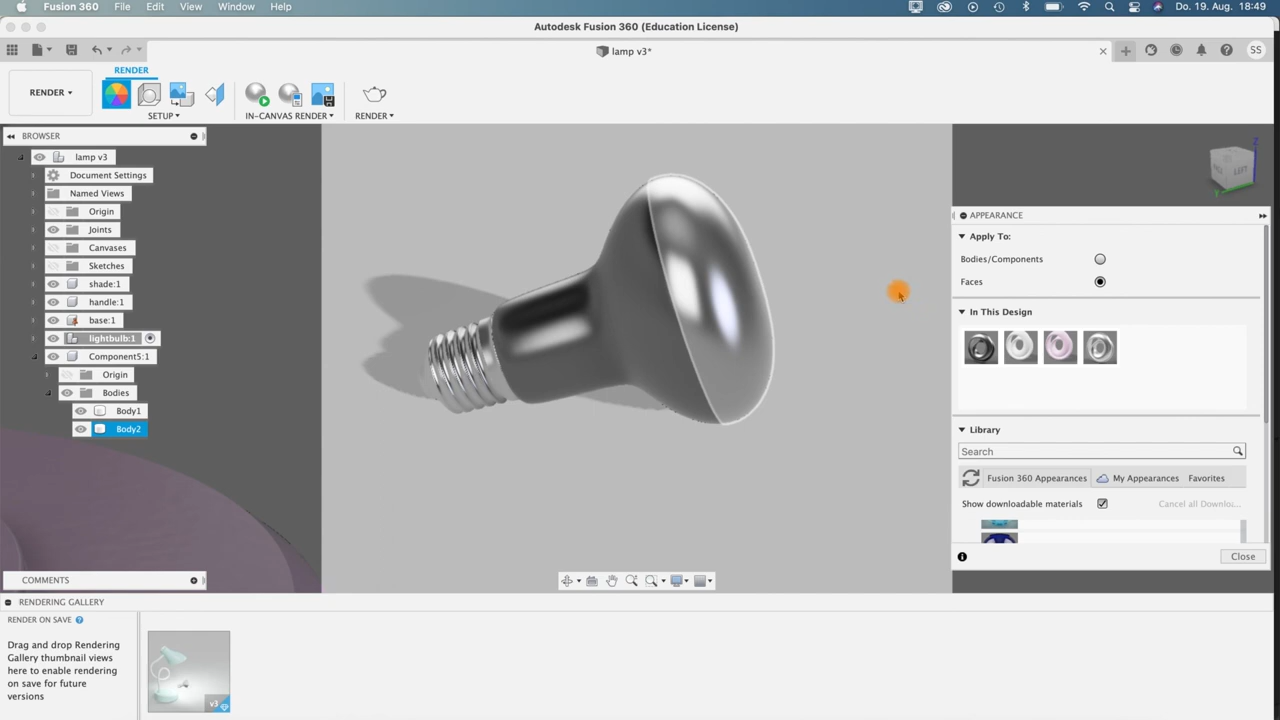 Fusion 360 File Edit View Window Help Do. 19. Aug. 18:49
Autodesk Fusion 360 (Education License)
lamp v3* SS
RENDER
RENDER
SETUP IN-CANVAS RENDER RENDER
BROWSER
lamp v3
Document Settings
Named Views
Origin
Joints
Canvases
Sketches
shade:1
handle:1
base:1
lightbulb:1
Component5:1
Origin
Bodies
Body1
Body2
Z
Y
APPEARANCE
Apply To:
Bodies/Components
Faces
In This Design
Library
Search
Fusion 360 Appearances My Appearances Favorites
Show downloadable materials Cancel all Downlo...
Close
COMMENTS
RENDERING GALLERY
RENDER ON SAVE
Drag and drop Rendering
Gallery thumbnail views
here to enable rendering
on save for future
versions
v3